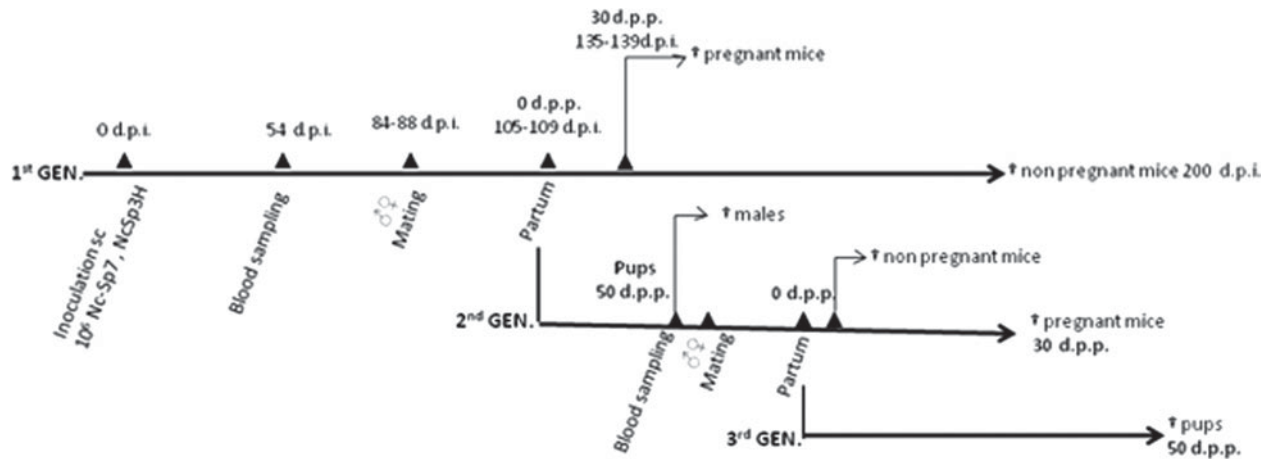 30 d.p.p.
135-139d.p.i.
✝ pregnant mice
0 d.p.i.
54 d.p.i.
84-88 d.p.i.
0 d.p.p.
105-109 d.p.i.
1st GEN.
✝ non pregnant mice 200 d.p.i.
Inoculation sc
10⁶ Nc-Sp7, NcSp3H
Blood sampling
♂♀
Mating
Partum
✝ males
Pups
50 d.p.p.
0 d.p.p.
✝ non pregnant mice
2nd GEN.
✝ pregnant mice
30 d.p.p.
Blood sampling
♂♀
Mating
Partum
3rd GEN.
✝ pups
50 d.p.p.